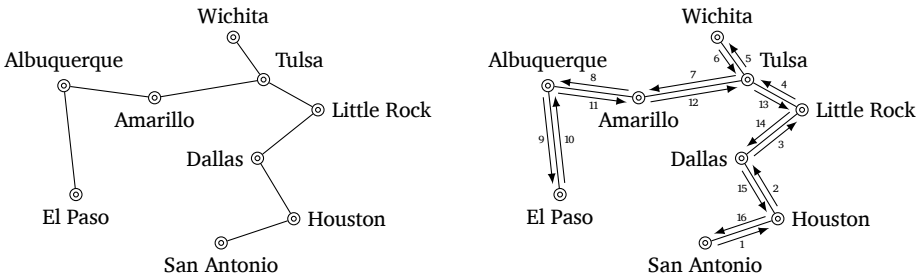 Wichita
Albuquerque
Tulsa
Amarillo
Little Rock
Dallas
El Paso
Houston
San Antonio
Wichita
Albuquerque
Tulsa
Amarillo
Little Rock
Dallas
El Paso
Houston
San Antonio
6
5
8
7
4
11
12
13
14
9
10
3
15
2
16
1